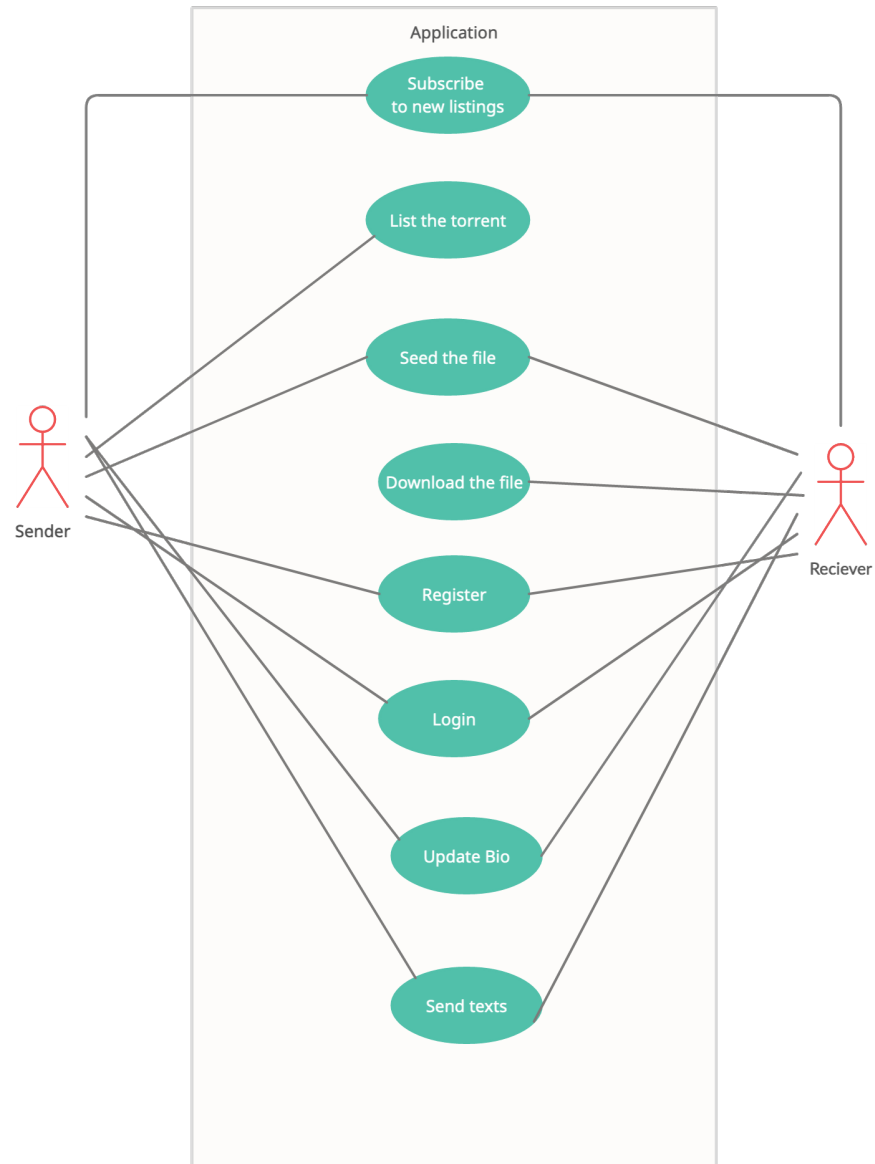 Application
Subscribe
to new listings
List the torrent
Seed the file
Download the file
Sender
Reciever
Register
Login
Update Bio
Send texts